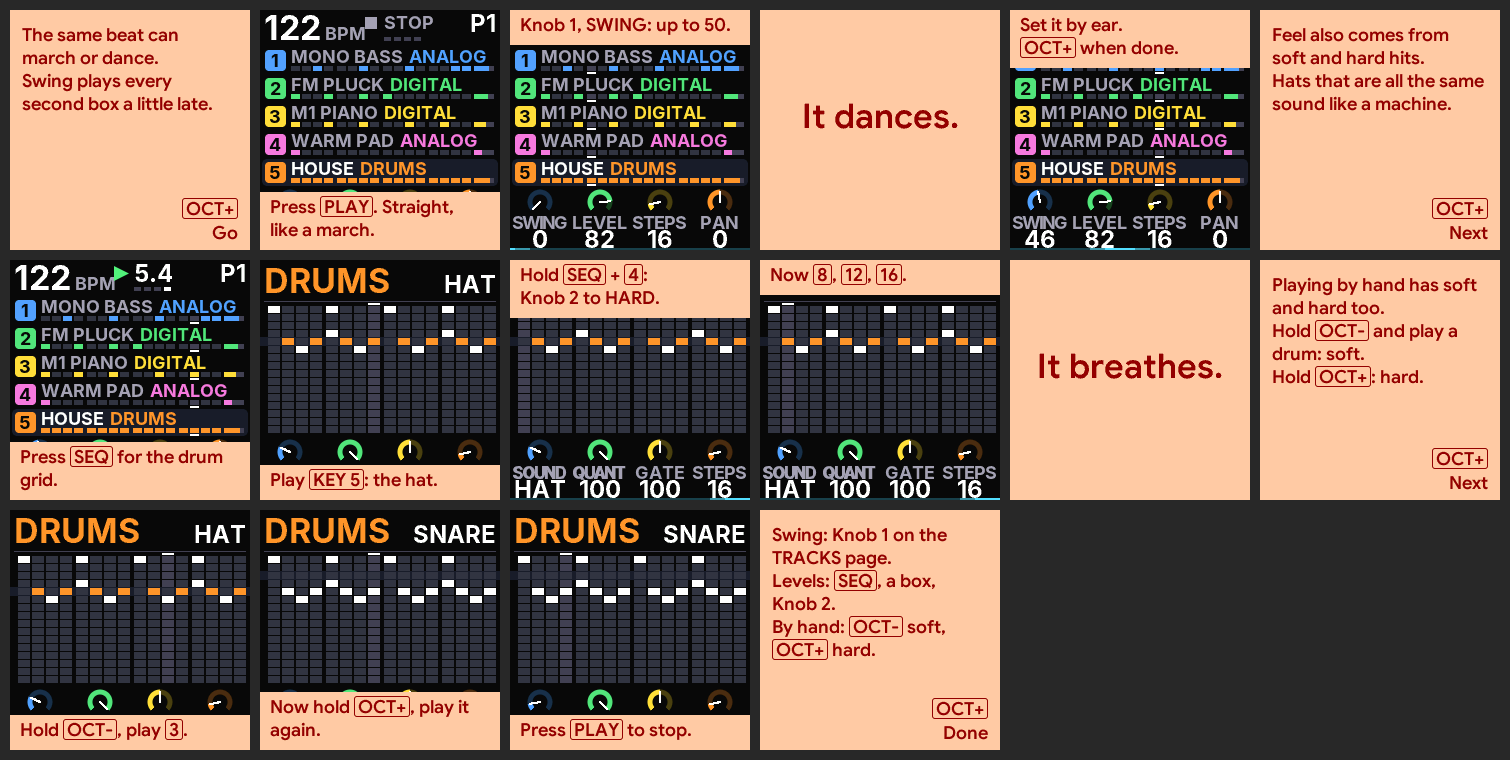 The same beat can
march or dance.
Swing plays every
second box a little late.
OCT+
Go
122 BPM STOP P1
1 MONO BASS ANALOG
2 FM PLUCK DIGITAL
3 M1 PIANO DIGITAL
4 WARM PAD ANALOG
5 HOUSE DRUMS
Press PLAY. Straight,
like a march.
Knob 1, SWING: up to 50.
1 MONO BASS ANALOG
2 FM PLUCK DIGITAL
3 M1 PIANO DIGITAL
4 WARM PAD ANALOG
5 HOUSE DRUMS
SWING LEVEL STEPS PAN
0 82 16 0
It dances.
Set it by ear.
OCT+ when done.
2 FM PLUCK DIGITAL
3 M1 PIANO DIGITAL
4 WARM PAD ANALOG
5 HOUSE DRUMS
SWING LEVEL STEPS PAN
46 82 16 0
Feel also comes from
soft and hard hits.
Hats that are all the same
sound like a machine.
OCT+
Next
122 BPM 5.4 P1
1 MONO BASS ANALOG
2 FM PLUCK DIGITAL
3 M1 PIANO DIGITAL
4 WARM PAD ANALOG
5 HOUSE DRUMS
Press SEQ for the drum
grid.
DRUMS HAT
Play KEY 5: the hat.
Hold SEQ + 4:
Knob 2 to HARD.
SOUND QUANT GATE STEPS
HAT 100 100 16
Now 8, 12, 16.
SOUND QUANT GATE STEPS
HAT 100 100 16
It breathes.
Playing by hand has soft
and hard too.
Hold OCT- and play a
drum: soft.
Hold OCT+: hard.
OCT+
Next
DRUMS HAT
Hold OCT-, play 3.
DRUMS SNARE
Now hold OCT+, play it
again.
DRUMS SNARE
Press PLAY to stop.
Swing: Knob 1 on the
TRACKS page.
Levels: SEQ, a box,
Knob 2.
By hand: OCT- soft,
OCT+ hard.
OCT+
Done